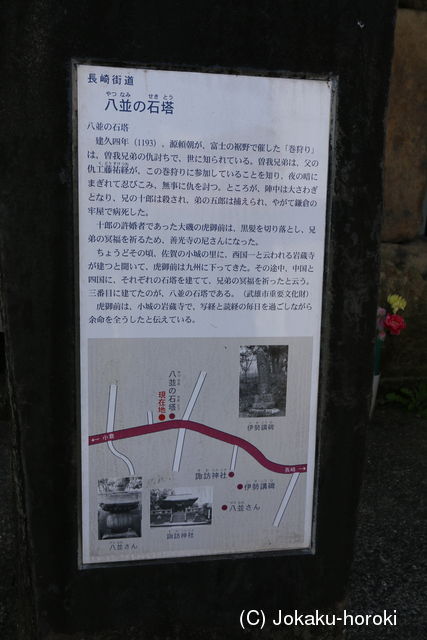 長崎街道
やつ なみ　せき とう
八並の石塔
八並の石塔
建久四年（1193）、源頼朝が、富士の裾野で催した「巻狩り」
は、曽我兄弟の仇討ちで、世に知られている。曽我兄弟は、父の
仇工藤祐経が、この巻狩りに参加していることを知り、夜の暗に
まぎれて忍びこみ、無事に仇を討つ。ところが、陣中は大さわぎ
となり、兄の十郎は殺され、弟の五郎は捕えられ、やがて鎌倉の
牢屋で病死した。
十郎の許婚者であった大磯の虎御前は、黒髪を切り落とし、兄
弟の冥福を祈るため、善光寺の尼さんになった。
ちょうどその頃、佐賀の小城の里に、西国一と云われる岩蔵寺
が建つと聞いて、虎御前は九州に下ってきた。その途中、中国と
四国に、それぞれの石塔を建てて、兄弟の冥福を祈ったと云う。
三番目に建てたのが、八並の石塔である。（武雄市重要文化財）
虎御前は、小城の岩蔵寺で、写経と読経の毎日を過ごしながら
余命を全うしたと伝えている。
八並の石塔
現在地
伊勢講碑
小倉
長崎
諏訪神社
伊勢講碑
八並さん
八並さん
諏訪神社
(C) Jokaku-horoki